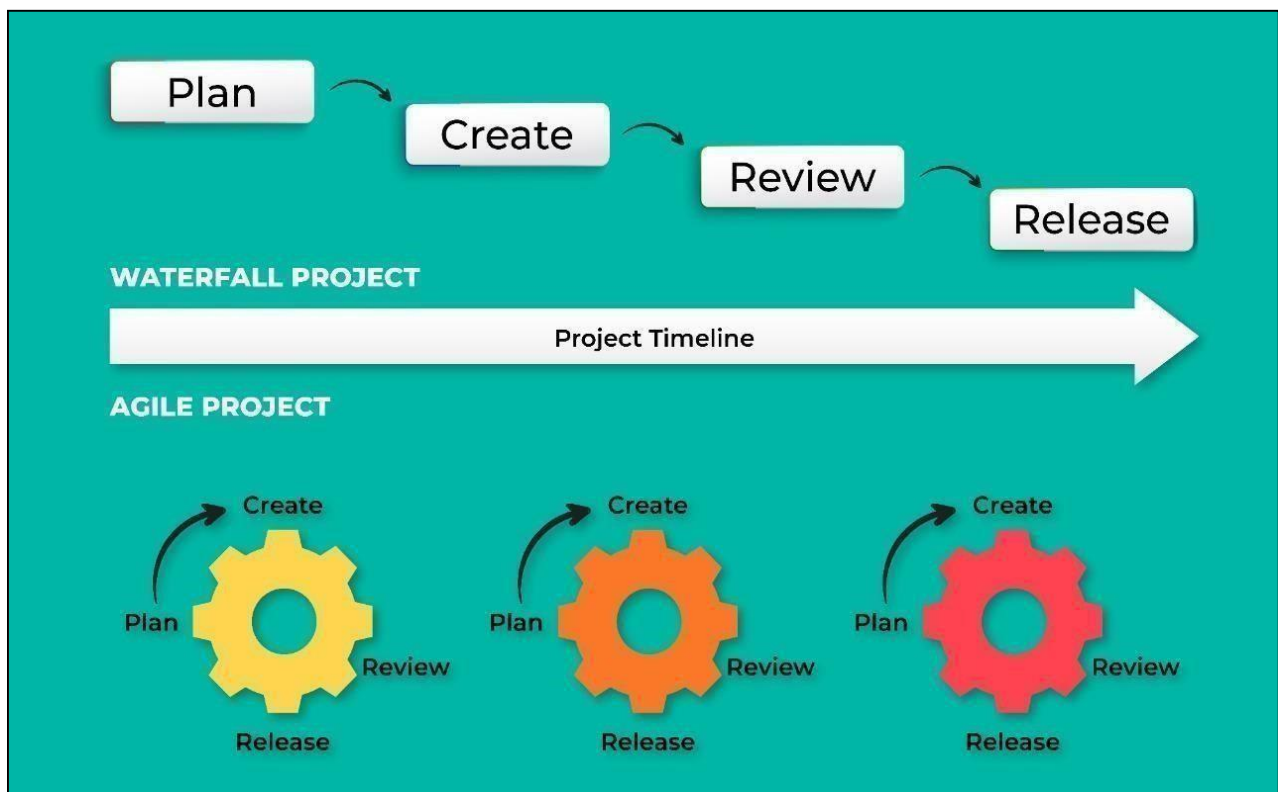 Plan
Create
Review
Release
WATERFALL PROJECT
Project Timeline
AGILE PROJECT
Create
Plan
Review
Release
Create
Plan
Review
Release
Create
Plan
Review
Release